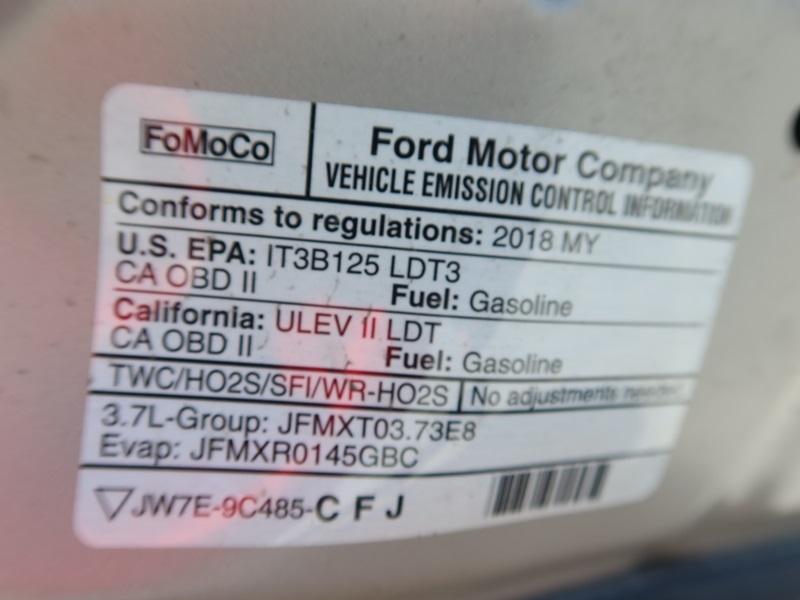 FoMoCo
Ford Motor Company
VEHICLE EMISSION CONTROL INFORMATION
Conforms to regulations: 2018 MY
U.S. EPA: IT3B125 LDT3
CA OBD II Fuel: Gasoline
California: ULEV II LDT
CA OBD II Fuel: Gasoline
TWC/HO2S/SFI/WR-HO2S No adjustments needed
3.7L-Group: JFMXT03.73E8
Evap: JFMXR0145GBC
JW7E-9C485-C F J